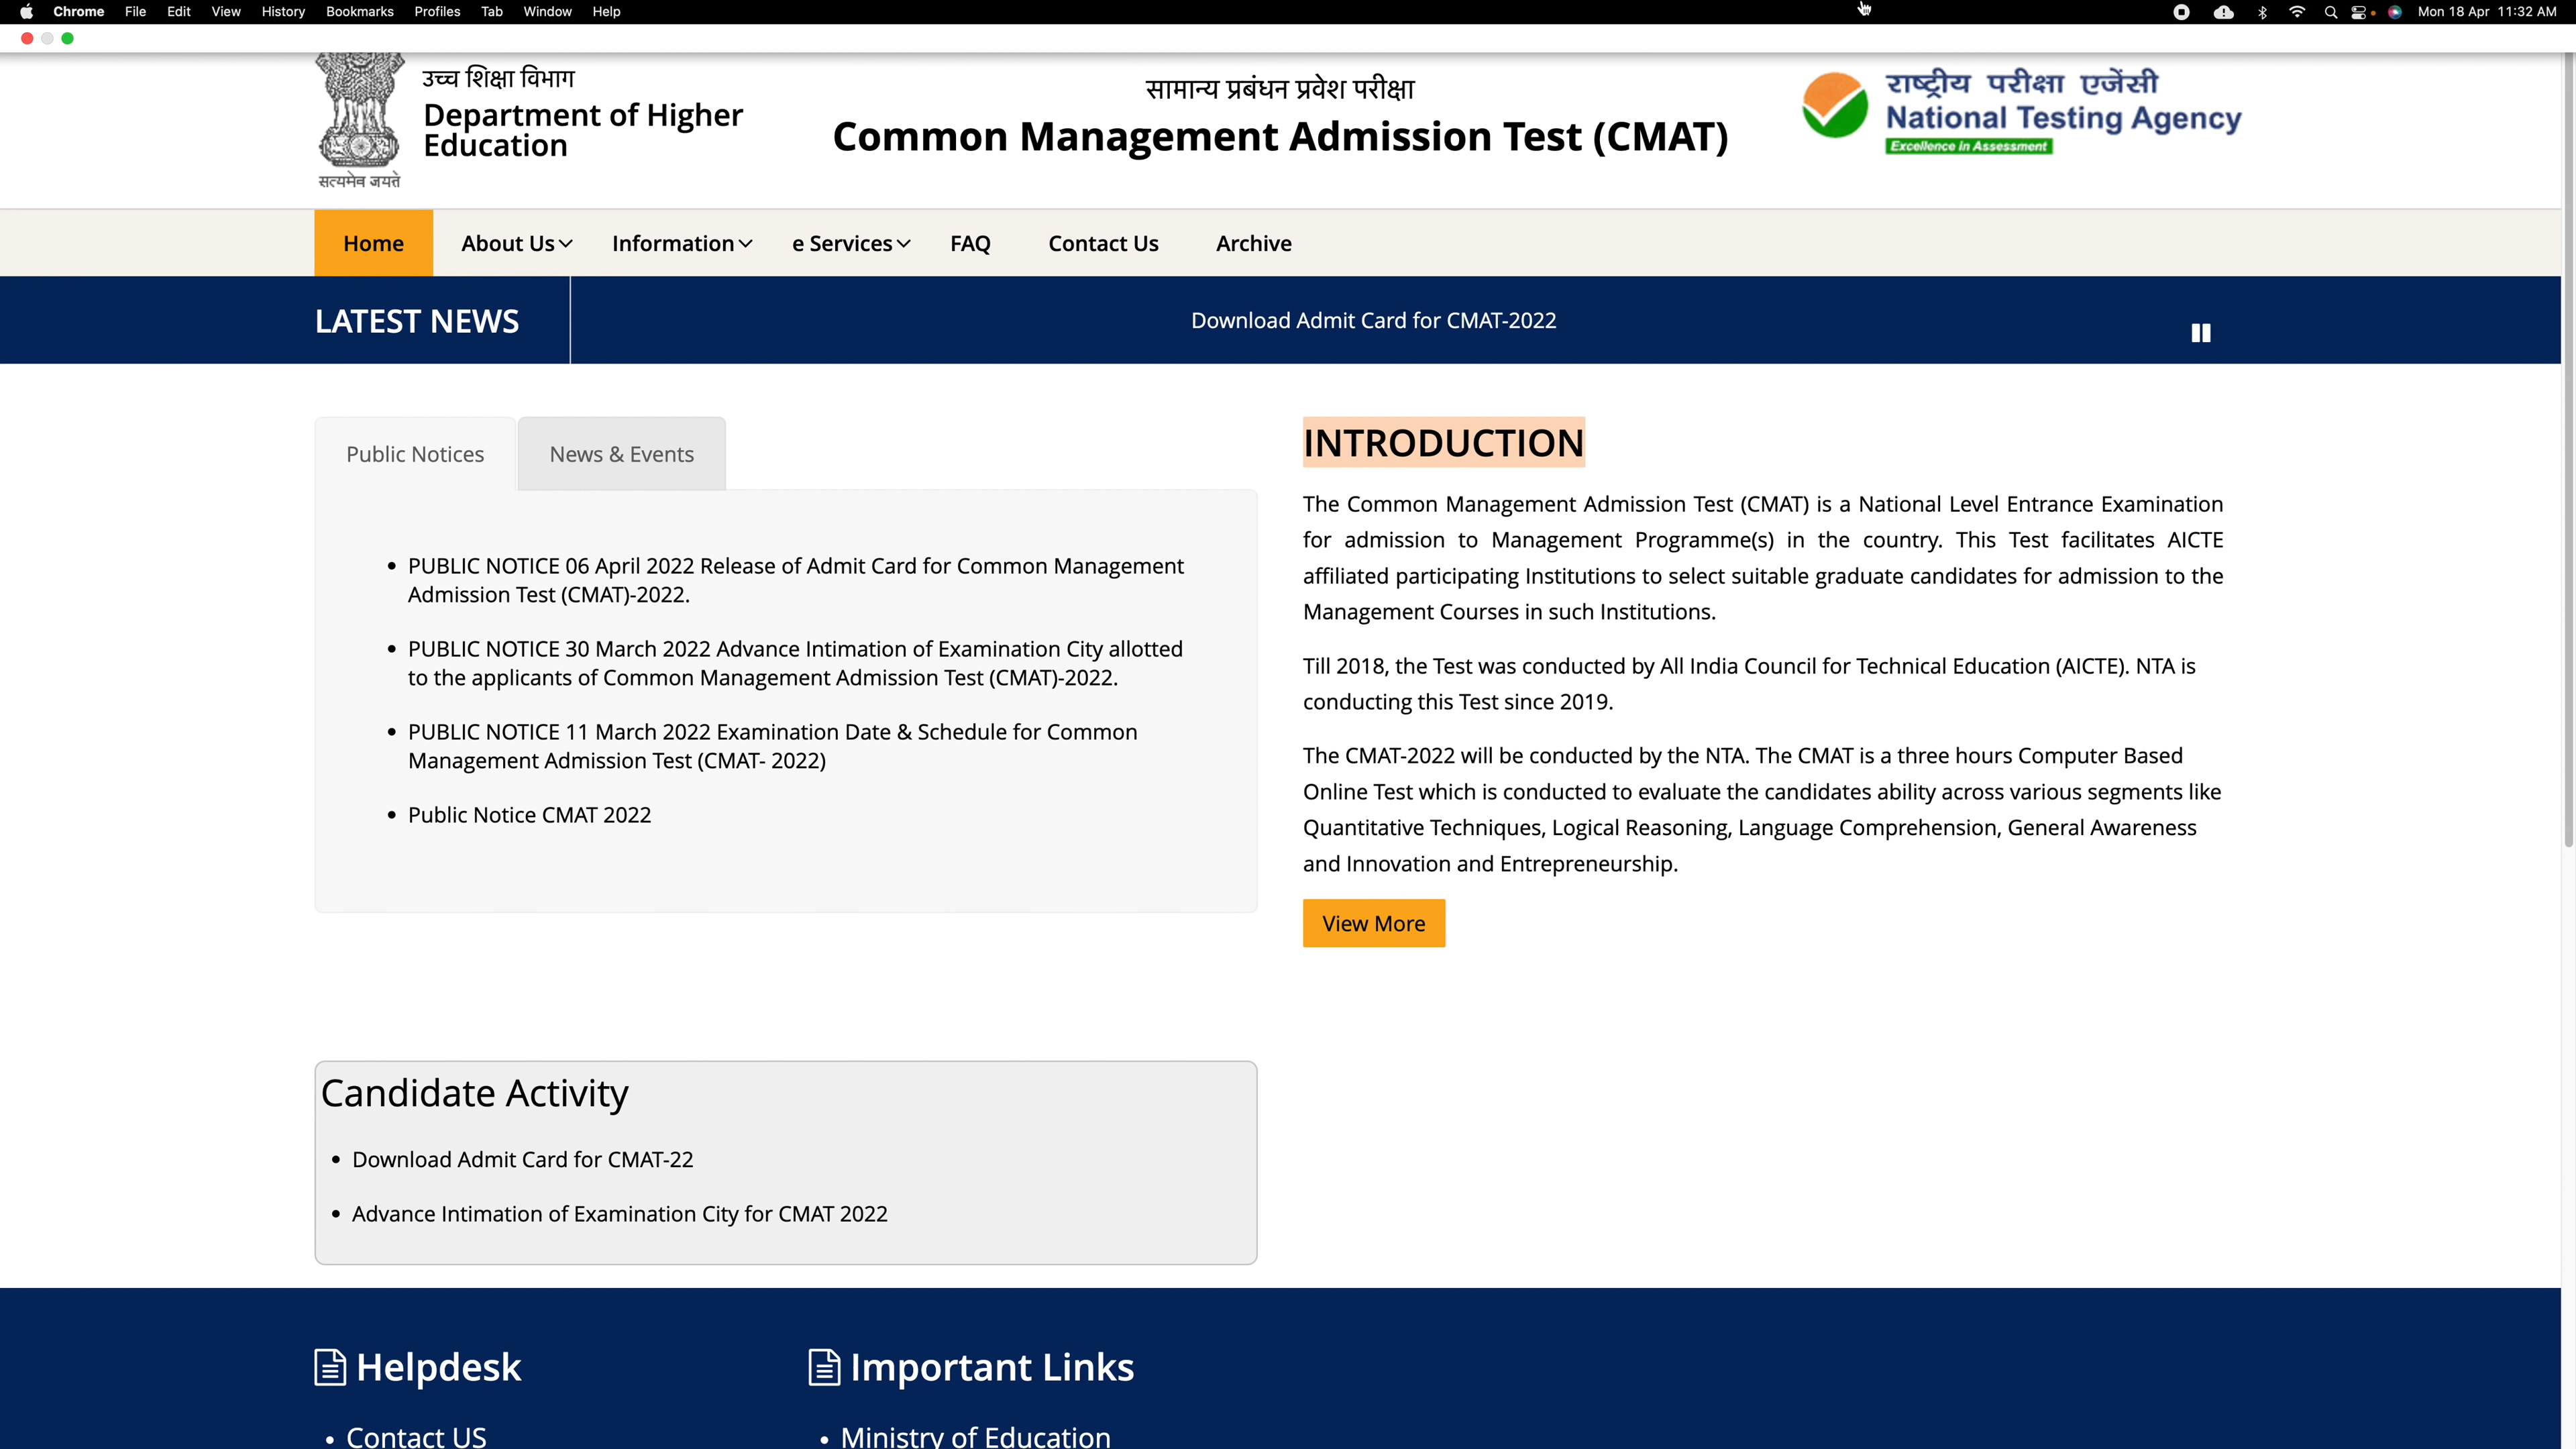 Chrome File Edit View History Bookmarks Profiles Tab Window Help Mon 18 Apr 11:32 AM
उच्च शिक्षा विभाग
Department of Higher
Education
सत्यमेव जयते
सामान्य प्रबंधन प्रवेश परीक्षा
Common Management Admission Test (CMAT)
राष्ट्रीय परीक्षा एजेंसी
National Testing Agency
Excellence in Assessment
Home About Us Information e Services FAQ Contact Us Archive
LATEST NEWS Download Admit Card for CMAT-2022
Public Notices News & Events
• PUBLIC NOTICE 06 April 2022 Release of Admit Card for Common Management
Admission Test (CMAT)-2022.
• PUBLIC NOTICE 30 March 2022 Advance Intimation of Examination City allotted
to the applicants of Common Management Admission Test (CMAT)-2022.
• PUBLIC NOTICE 11 March 2022 Examination Date & Schedule for Common
Management Admission Test (CMAT- 2022)
• Public Notice CMAT 2022
INTRODUCTION
The Common Management Admission Test (CMAT) is a National Level Entrance Examination
for admission to Management Programme(s) in the country. This Test facilitates AICTE
affiliated participating Institutions to select suitable graduate candidates for admission to the
Management Courses in such Institutions.
Till 2018, the Test was conducted by All India Council for Technical Education (AICTE). NTA is
conducting this Test since 2019.
The CMAT-2022 will be conducted by the NTA. The CMAT is a three hours Computer Based
Online Test which is conducted to evaluate the candidates ability across various segments like
Quantitative Techniques, Logical Reasoning, Language Comprehension, General Awareness
and Innovation and Entrepreneurship.
View More
Candidate Activity
• Download Admit Card for CMAT-22
• Advance Intimation of Examination City for CMAT 2022
Helpdesk
• Contact US
Important Links
• Ministry of Education